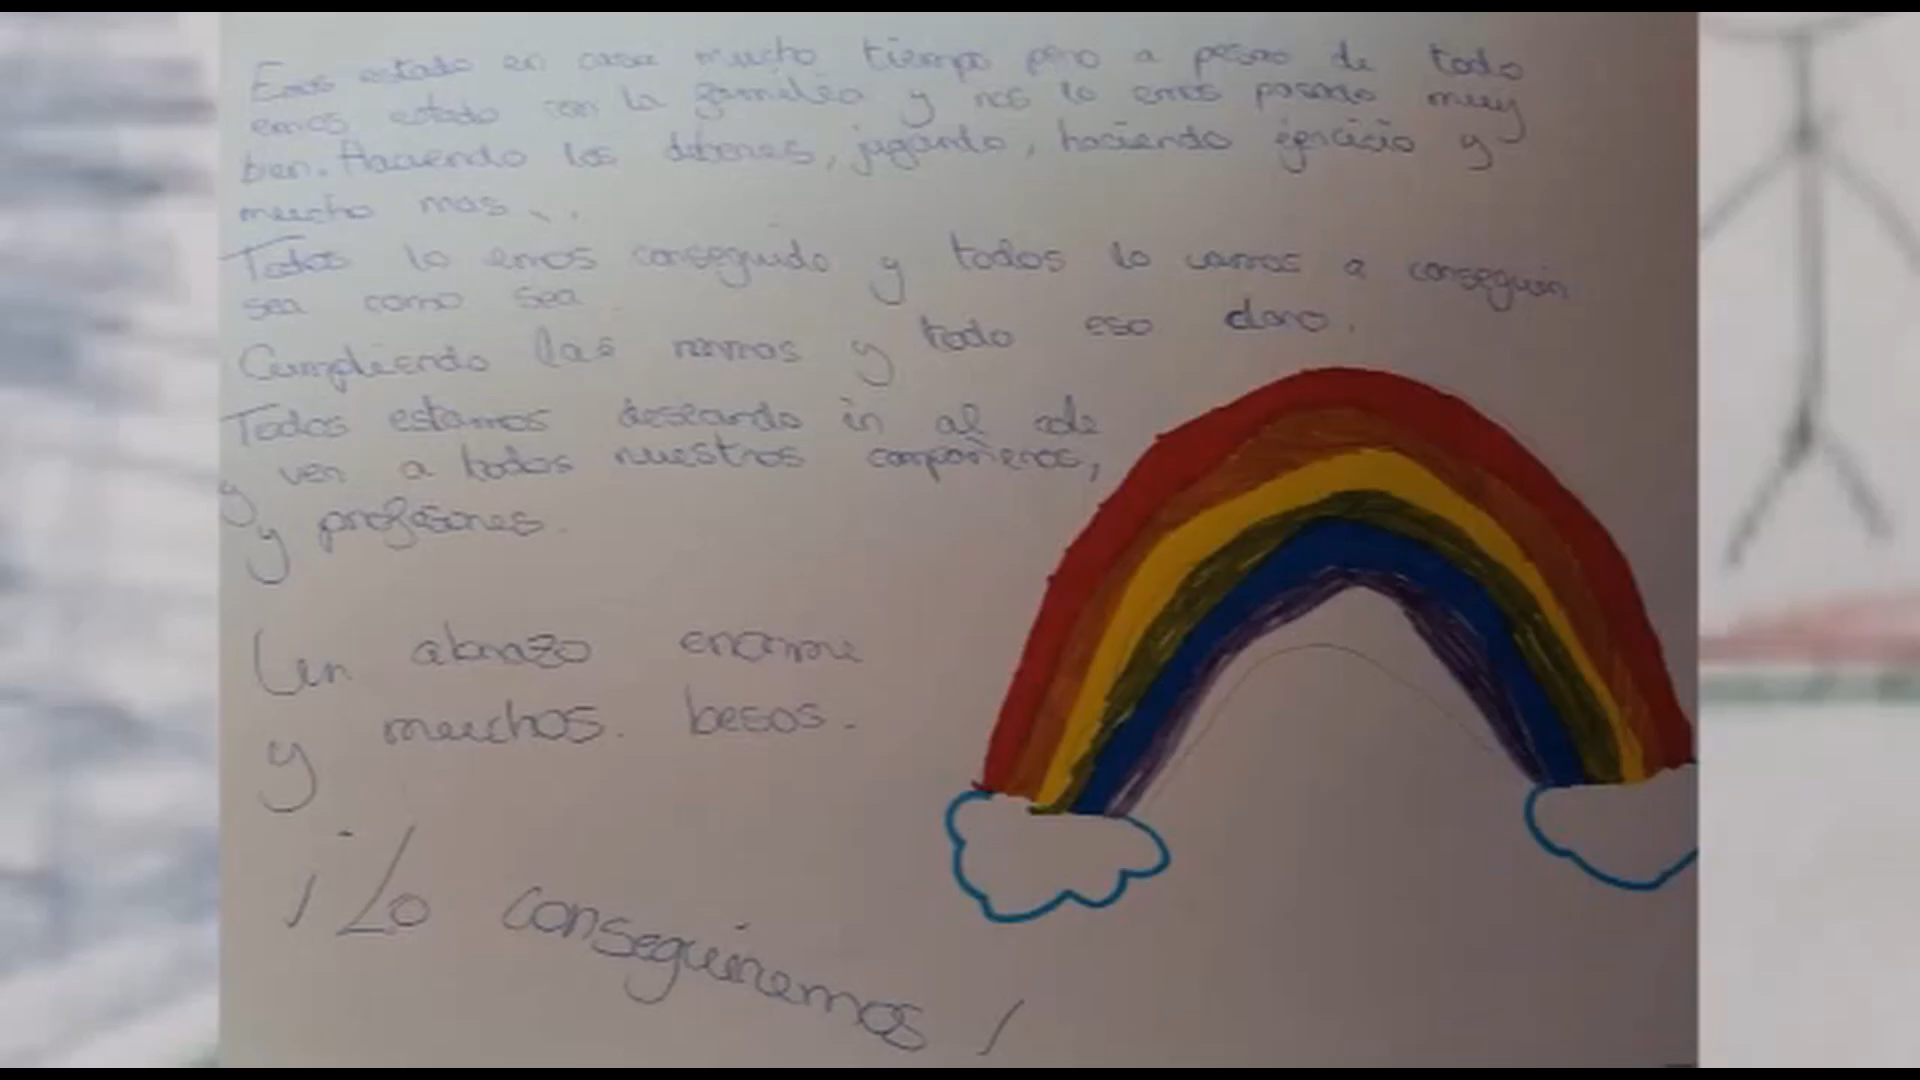 Emos estado en casa mucho tiempo pero a pesar de todo
emos estado con la familia y nos lo emos pasado muy
bien. Haciendo los deberes, jugando, haciendo ejercicio y
mucho mas...
Todos lo emos conseguido y todos lo vamos a conseguir
sea como sea.
Cumpliendo las normas y todo eso claro.
Todos estamos deseando ir al cole
y ver a todos nuestros compañeros,
y profesores.
Un abrazo enorme
y muchos besos.
¡Lo conseguiremos!